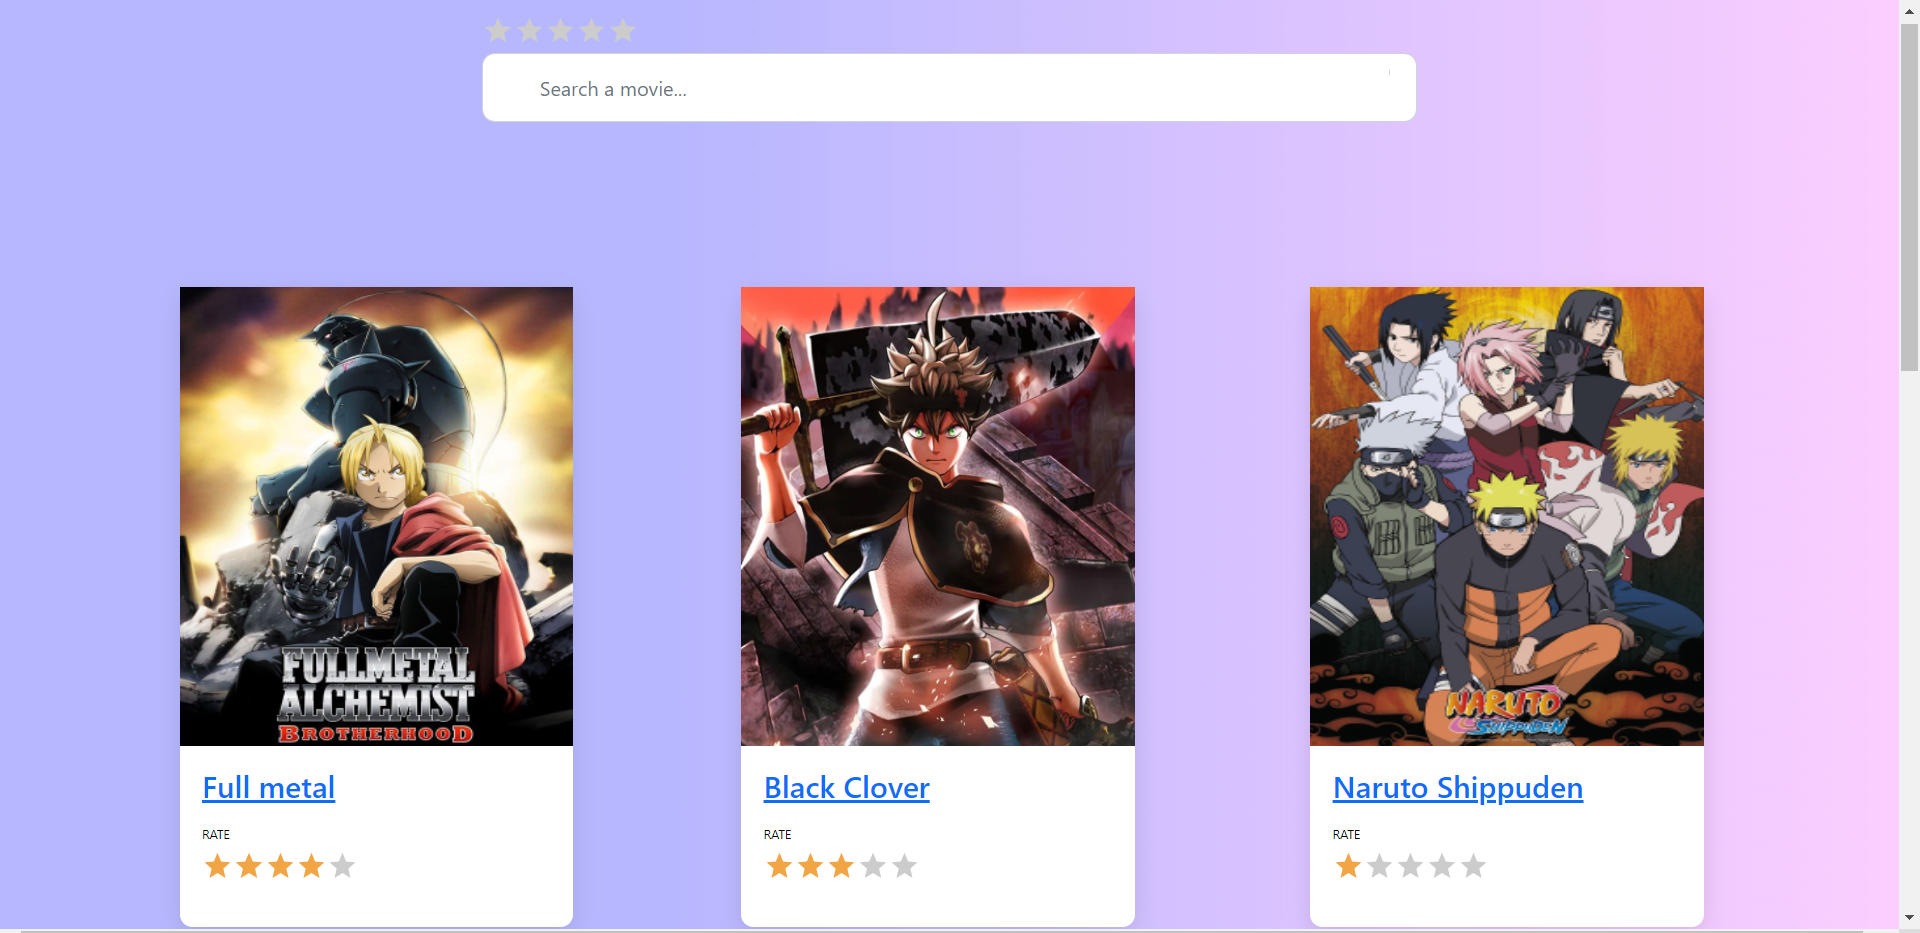 Search a movie...
FULLMETAL
ALCHEMIST
BROTHERHOOD
NARUTO
SHIPPUDEN
Full metal
Black Clover
Naruto Shippuden
RATE
RATE
RATE